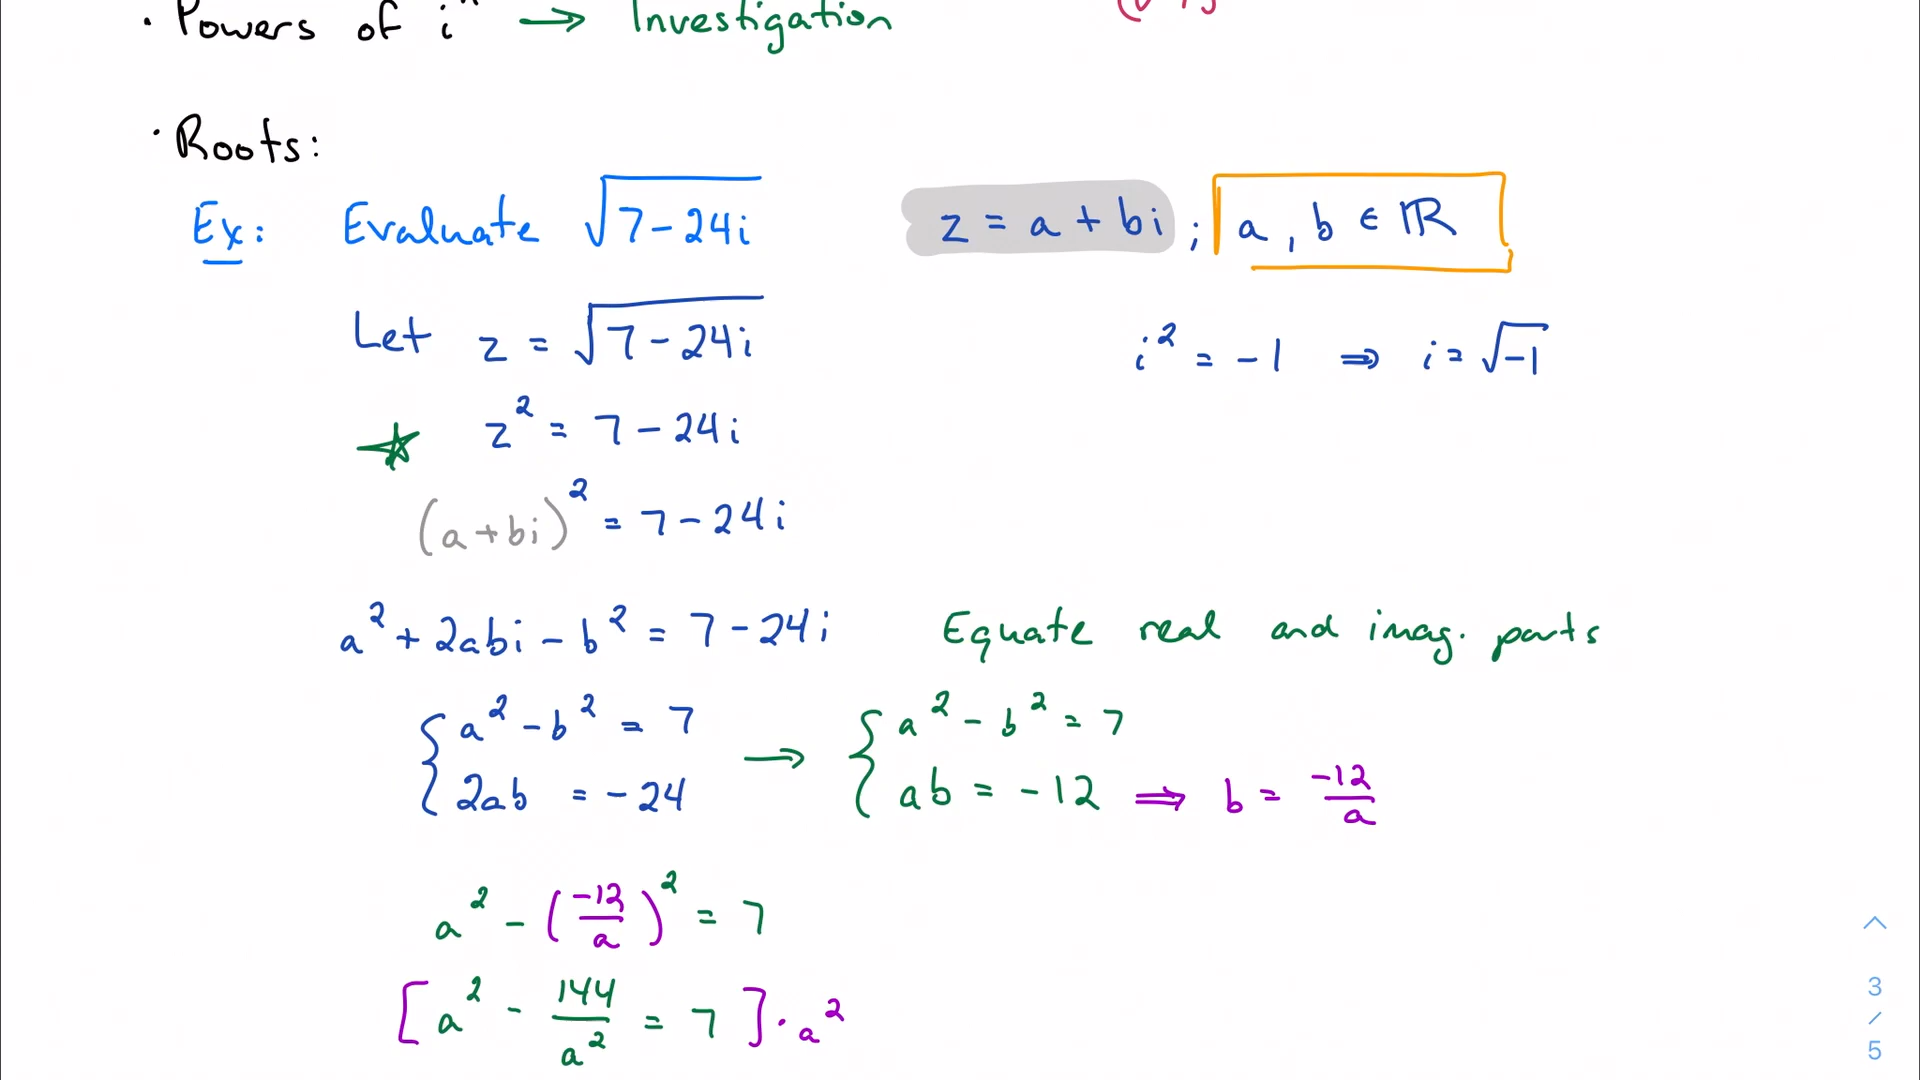 · Powers of iⁿ → Investigation
· Roots:
Ex: Evaluate √(7-24i)   z = a + bi ; a, b ∈ ℝ
Let z = √(7-24i)   i² = -1 ⇒ i = √-1
☆ z² = 7-24i
(a+bi)² = 7-24i
a² + 2abi - b² = 7-24i   Equate real and imag. parts
{ a² - b² = 7 → { a² - b² = 7
2ab = -24   ab = -12 ⇒ b = -12/a
a² - (-12/a)² = 7
[a² - 144/a² = 7] · a²
3
/
5